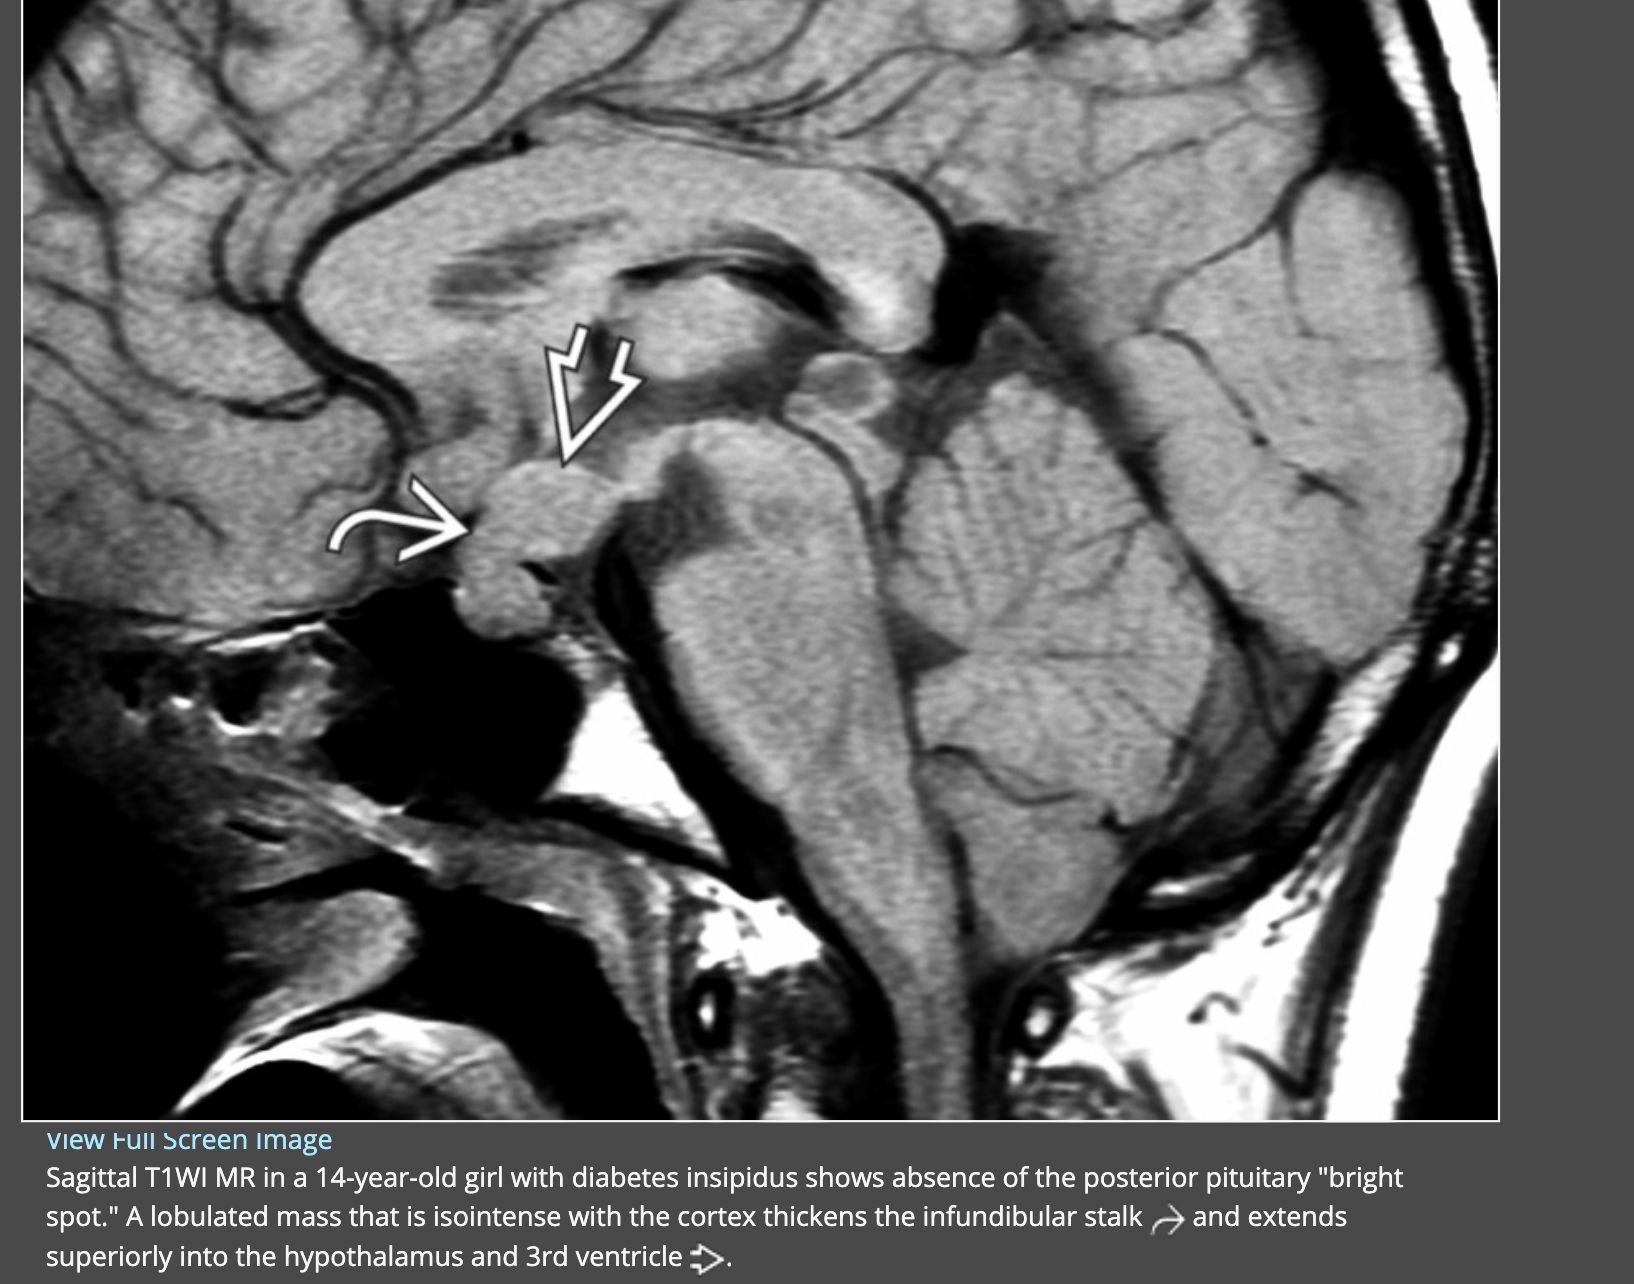 View Full Screen Image
Sagittal T1WI MR in a 14-year-old girl with diabetes insipidus shows absence of the posterior pituitary "bright
spot." A lobulated mass that is isointense with the cortex thickens the infundibular stalk and extends
superiorly into the hypothalamus and 3rd ventricle .